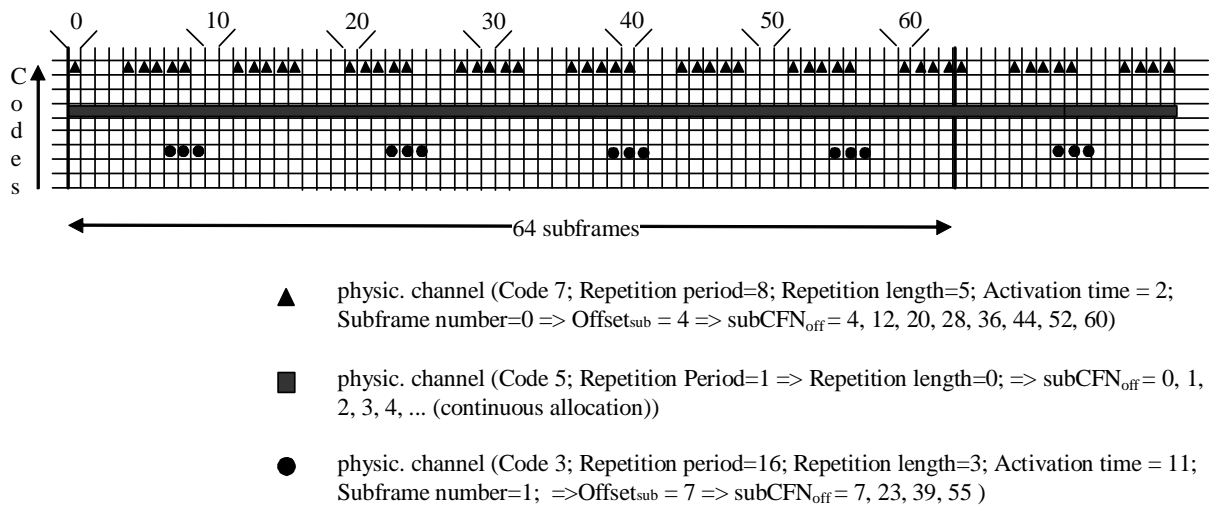 0 10 20 30 40 50 60
C
o
d
e
s
64 subframes
physic. channel (Code 7; Repetition period=8; Repetition length=5; Activation time = 2;
Subframe number=0 => Offsetsub = 4 => subCFNoff = 4, 12, 20, 28, 36, 44, 52, 60)
physic. channel (Code 5; Repetition Period=1 => Repetition length=0; => subCFNoff = 0, 1,
2, 3, 4, ... (continuous allocation))
physic. channel (Code 3; Repetition period=16; Repetition length=3; Activation time = 11;
Subframe number=1; =>Offsetsub = 7 => subCFNoff = 7, 23, 39, 55 )